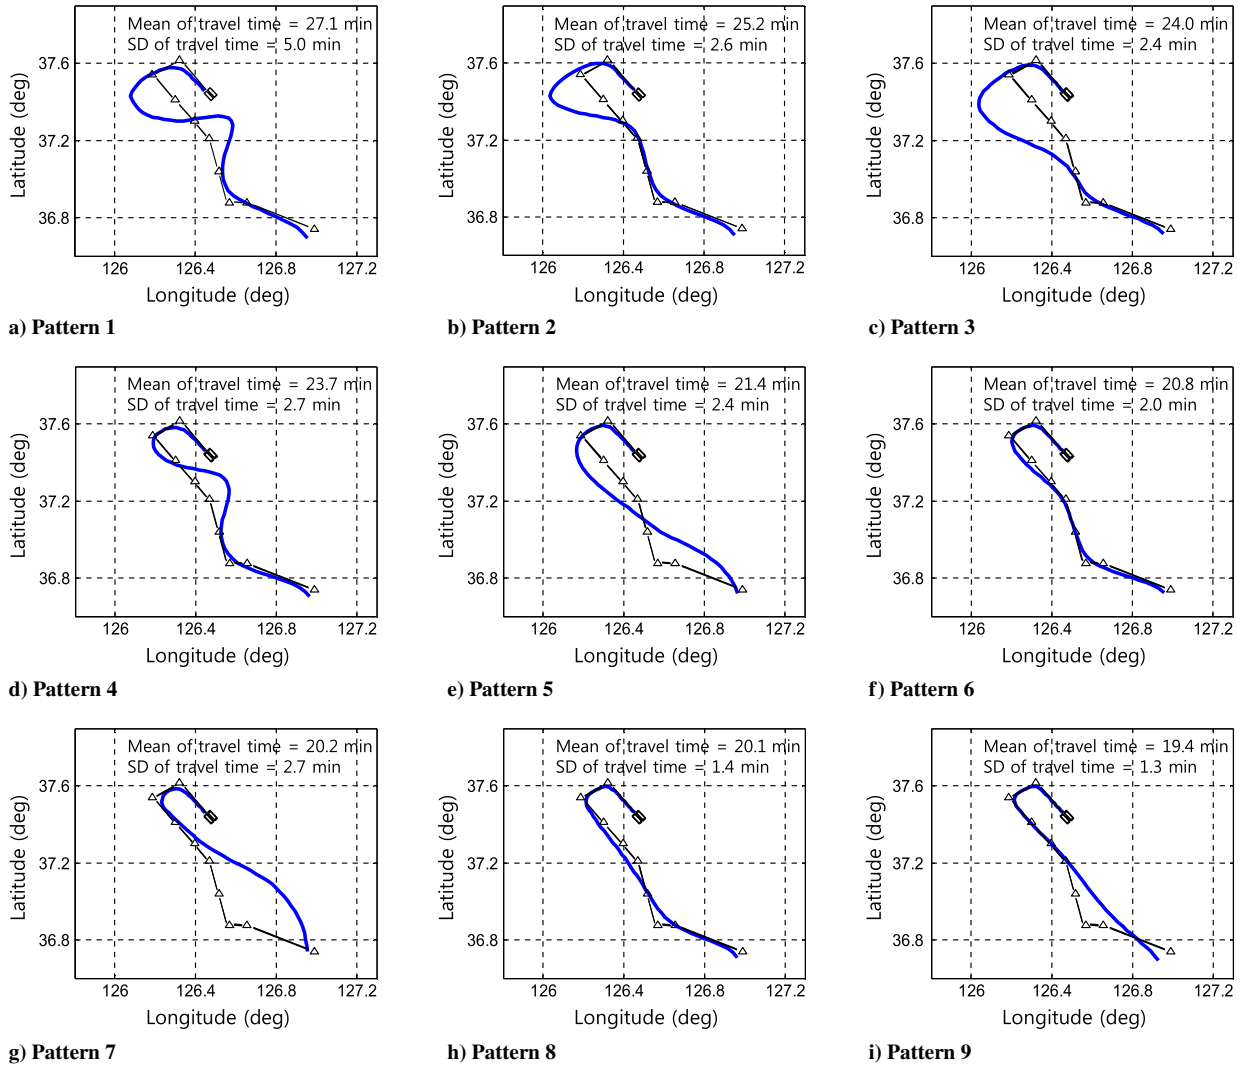 Mean of travel time = 27.1 min
SD of travel time = 5.0 min
37.6
37.2
36.8
Latitude (deg)
126
126.4
126.8
127.2
Longitude (deg)
a) Pattern 1
Mean of travel time = 25.2 min
SD of travel time = 2.6 min
37.6
37.2
36.8
Latitude (deg)
126
126.4
126.8
127.2
Longitude (deg)
b) Pattern 2
Mean of travel time = 24.0 min
SD of travel time = 2.4 min
37.6
37.2
36.8
Latitude (deg)
126
126.4
126.8
127.2
Longitude (deg)
c) Pattern 3
Mean of travel time = 23.7 min
SD of travel time = 2.7 min
37.6
37.2
36.8
Latitude (deg)
126
126.4
126.8
127.2
Longitude (deg)
d) Pattern 4
Mean of travel time = 21.4 min
SD of travel time = 2.4 min
37.6
37.2
36.8
Latitude (deg)
126
126.4
126.8
127.2
Longitude (deg)
e) Pattern 5
Mean of travel time = 20.8 min
SD of travel time = 2.0 min
37.6
37.2
36.8
Latitude (deg)
126
126.4
126.8
127.2
Longitude (deg)
f) Pattern 6
Mean of travel time = 20.2 min
SD of travel time = 2.7 min
37.6
37.2
36.8
Latitude (deg)
126
126.4
126.8
127.2
Longitude (deg)
g) Pattern 7
Mean of travel time = 20.1 min
SD of travel time = 1.4 min
37.6
37.2
36.8
Latitude (deg)
126
126.4
126.8
127.2
Longitude (deg)
h) Pattern 8
Mean of travel time = 19.4 min
SD of travel time = 1.3 min
37.6
37.2
36.8
Latitude (deg)
126
126.4
126.8
127.2
Longitude (deg)
i) Pattern 9